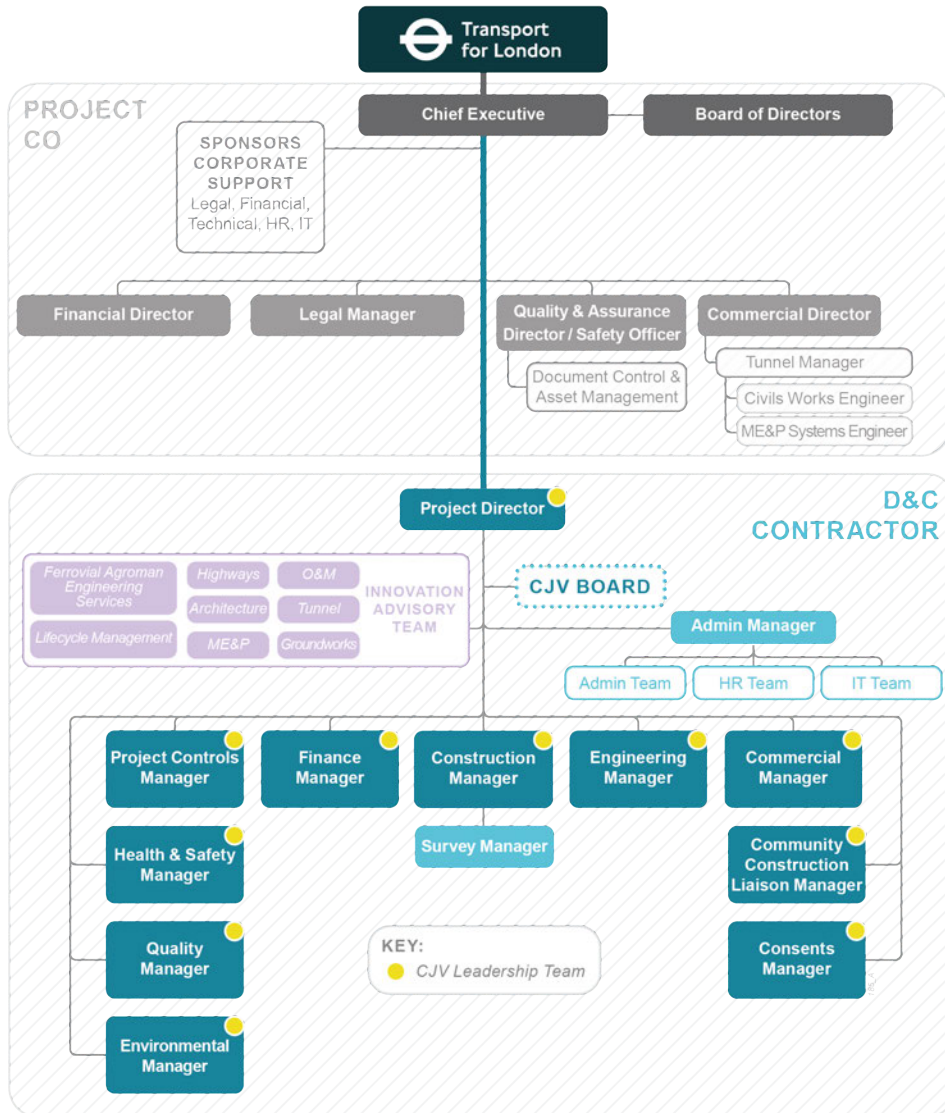 Transport
for London
PROJECT
CO
Chief Executive
Board of Directors
SPONSORS
CORPORATE
SUPPORT
Legal, Financial,
Technical, HR, IT
Financial Director
Legal Manager
Quality & Assurance
Director / Safety Officer
Commercial Director
Document Control &
Asset Management
Tunnel Manager
Civils Works Engineer
ME&P Systems Engineer
D&C
CONTRACTOR
Project Director
Ferrovial Agroman
Engineering
Services
Highways
O&M
INNOVATION
ADVISORY
TEAM
Architecture
Tunnel
Lifecycle Management
ME&P
Groundworks
CJV BOARD
Admin Manager
Admin Team
HR Team
IT Team
Project Controls
Manager
Finance
Manager
Construction
Manager
Engineering
Manager
Commercial
Manager
Health & Safety
Manager
Survey Manager
Community
Construction
Liaison Manager
Quality
Manager
KEY:
CJV Leadership Team
Consents
Manager
Environmental
Manager